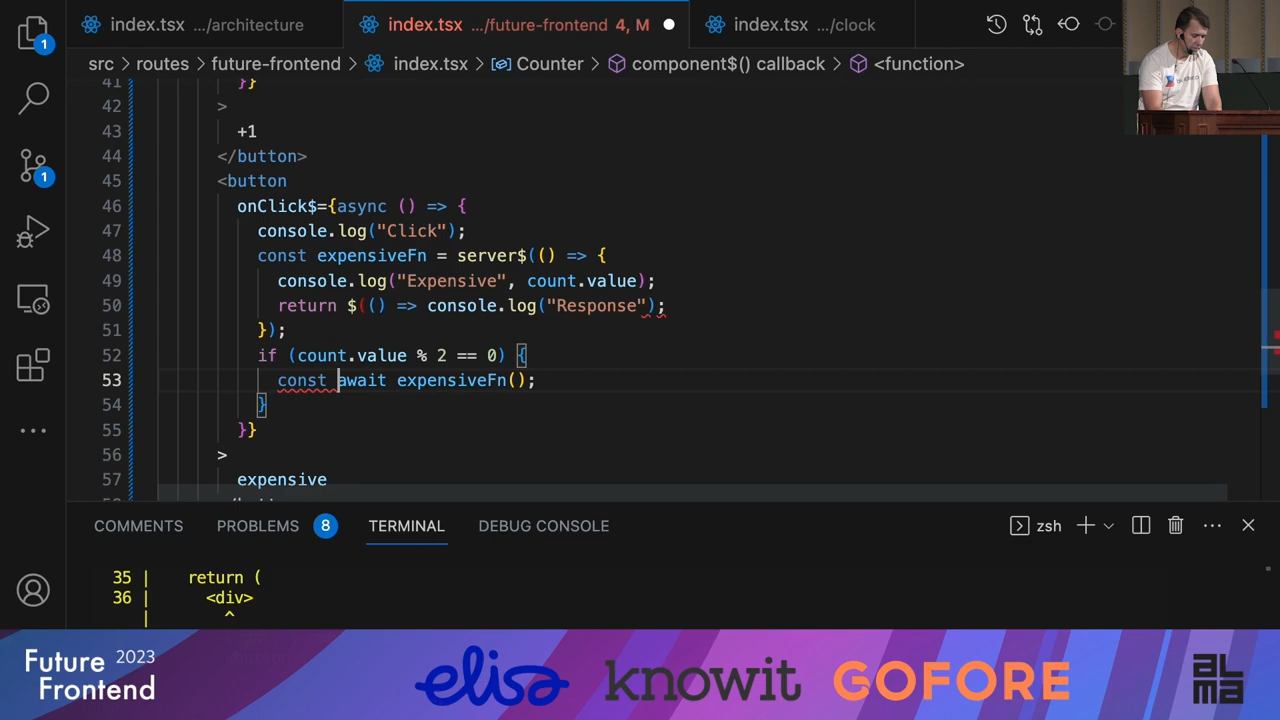 index.tsx .../architecture
index.tsx .../future-frontend 4, M
index.tsx .../clock
src > routes > future-frontend > index.tsx > Counter > component$() callback > <function>
41 }}
42 >
43 +1
44 </button>
45 <button
46 onClick$={async () => {
47 console.log("Click");
48 const expensiveFn = server$(() => {
49 console.log("Expensive", count.value);
50 return $(() => console.log("Response");
51 });
52 if (count.value % 2 == 0) {
53 const await expensiveFn();
54 }
55 }}
56 >
57 expensive
1
1
COMMENTS PROBLEMS 8 TERMINAL DEBUG CONSOLE zsh
35 | return (
36 | <div>
| ^
Future 2023
Frontend
elisa
knowit
GOFORE
alma